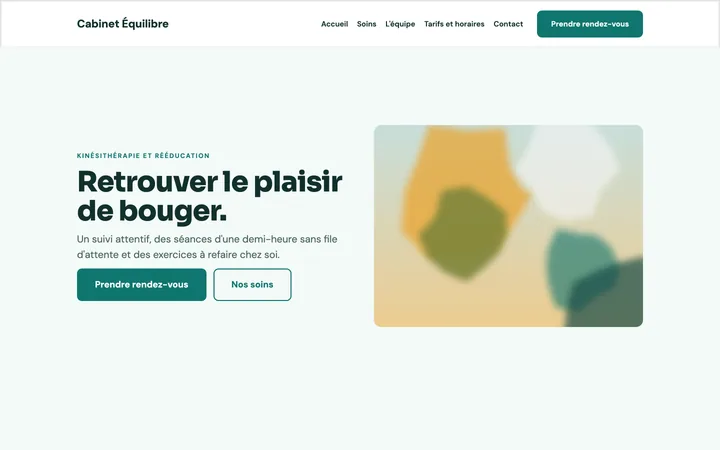 Cabinet Équilibre
Accueil Soins L'équipe Tarifs et horaires Contact Prendre rendez-vous
KINÉSITHÉRAPIE ET RÉÉDUCATION
Retrouver le plaisir
de bouger.
Un suivi attentif, des séances d'une demi-heure sans file
d'attente et des exercices à refaire chez soi.
Prendre rendez-vous Nos soins